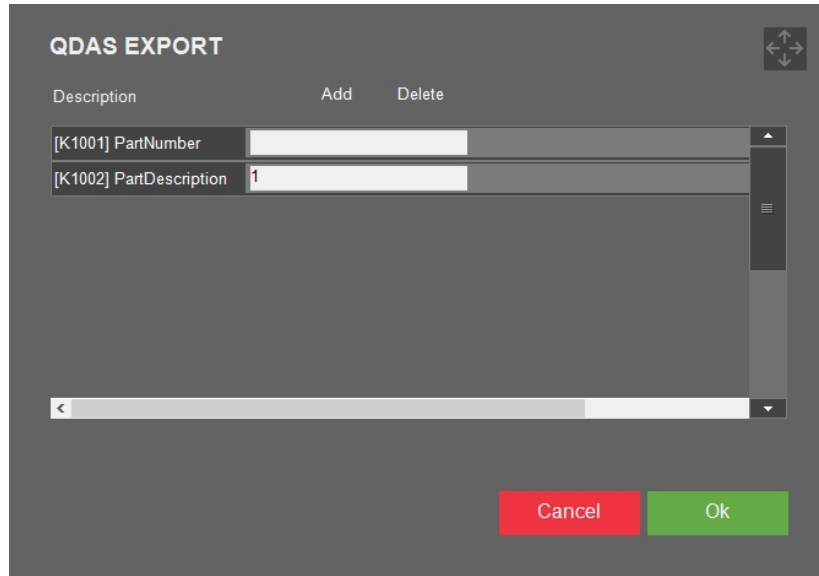 QDAS EXPORT
Description Add Delete
[K1001] PartNumber
[K1002] PartDescription 1
Cancel Ok